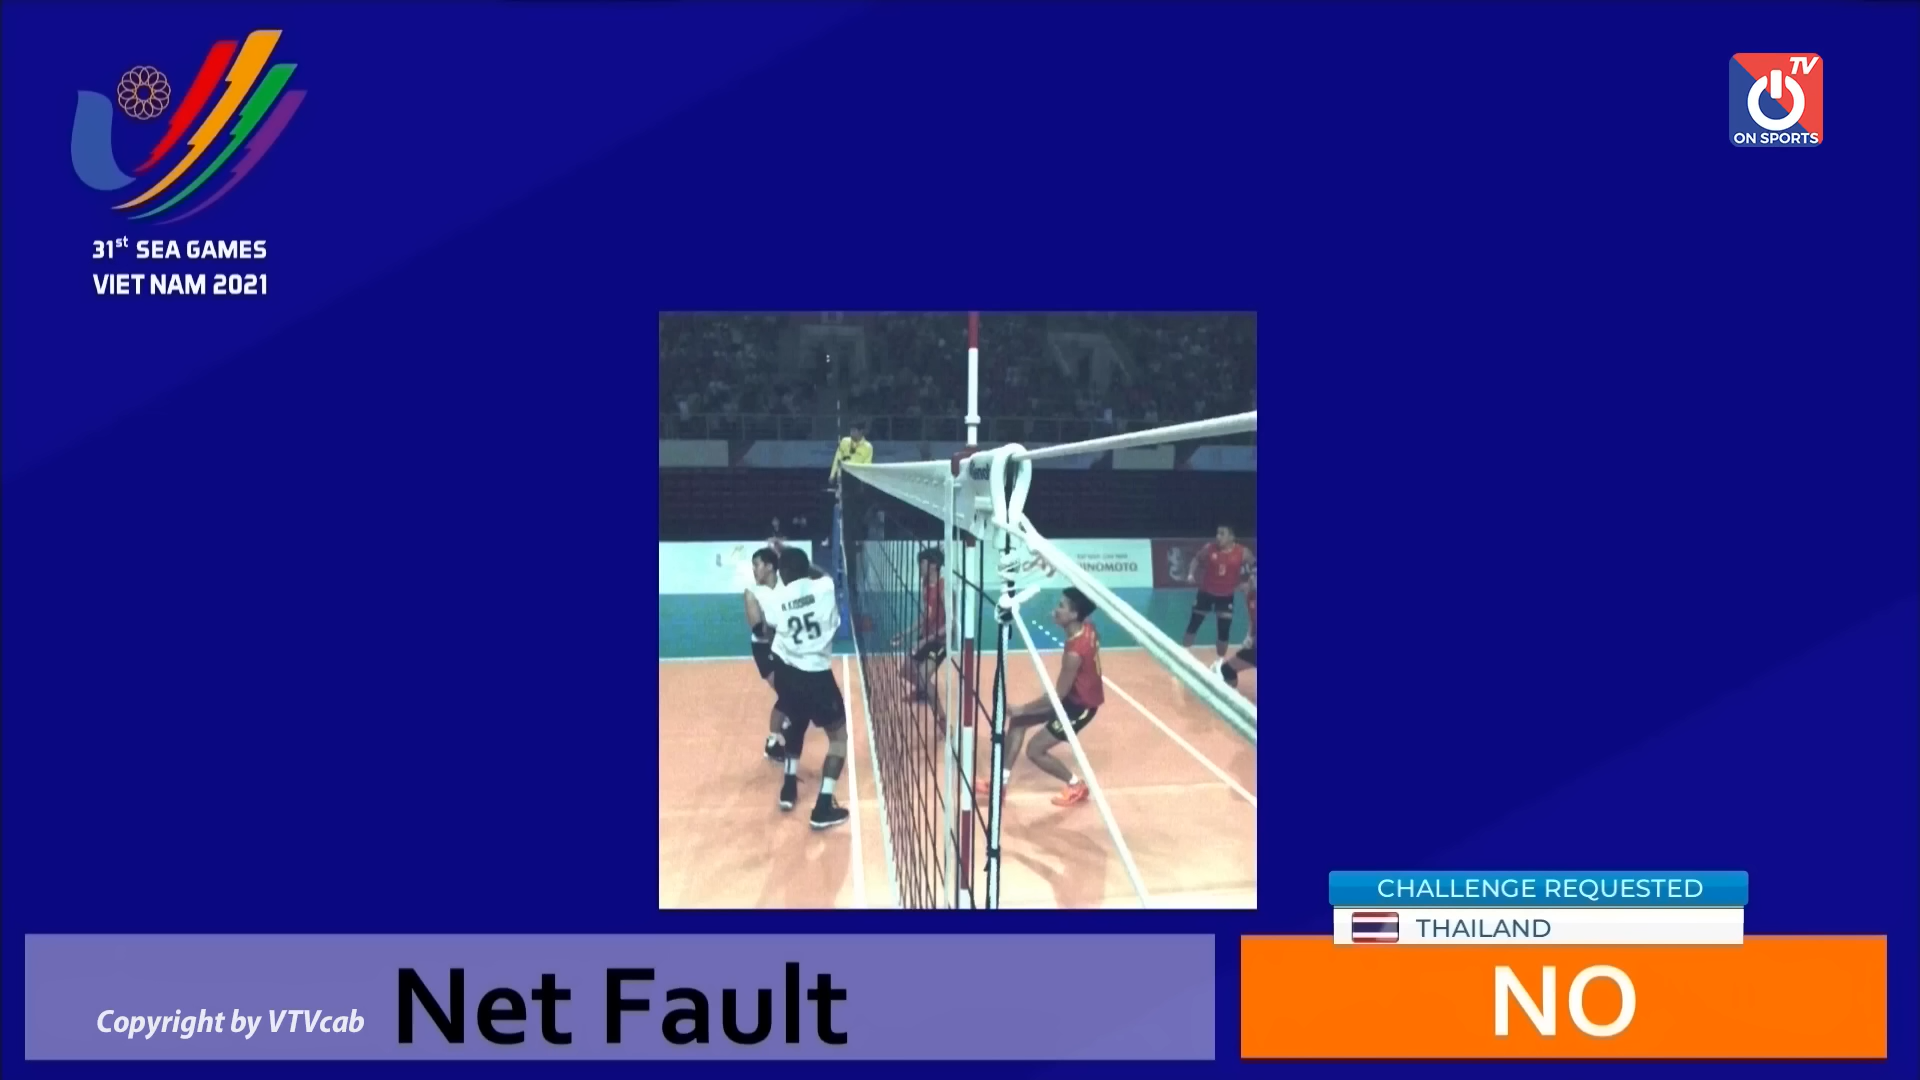 31st SEA GAMES
VIET NAM 2021
TV
ON SPORTS
25
INOMOTO
CHALLENGE REQUESTED
THAILAND
Net Fault
NO
Copyright by VTVcab